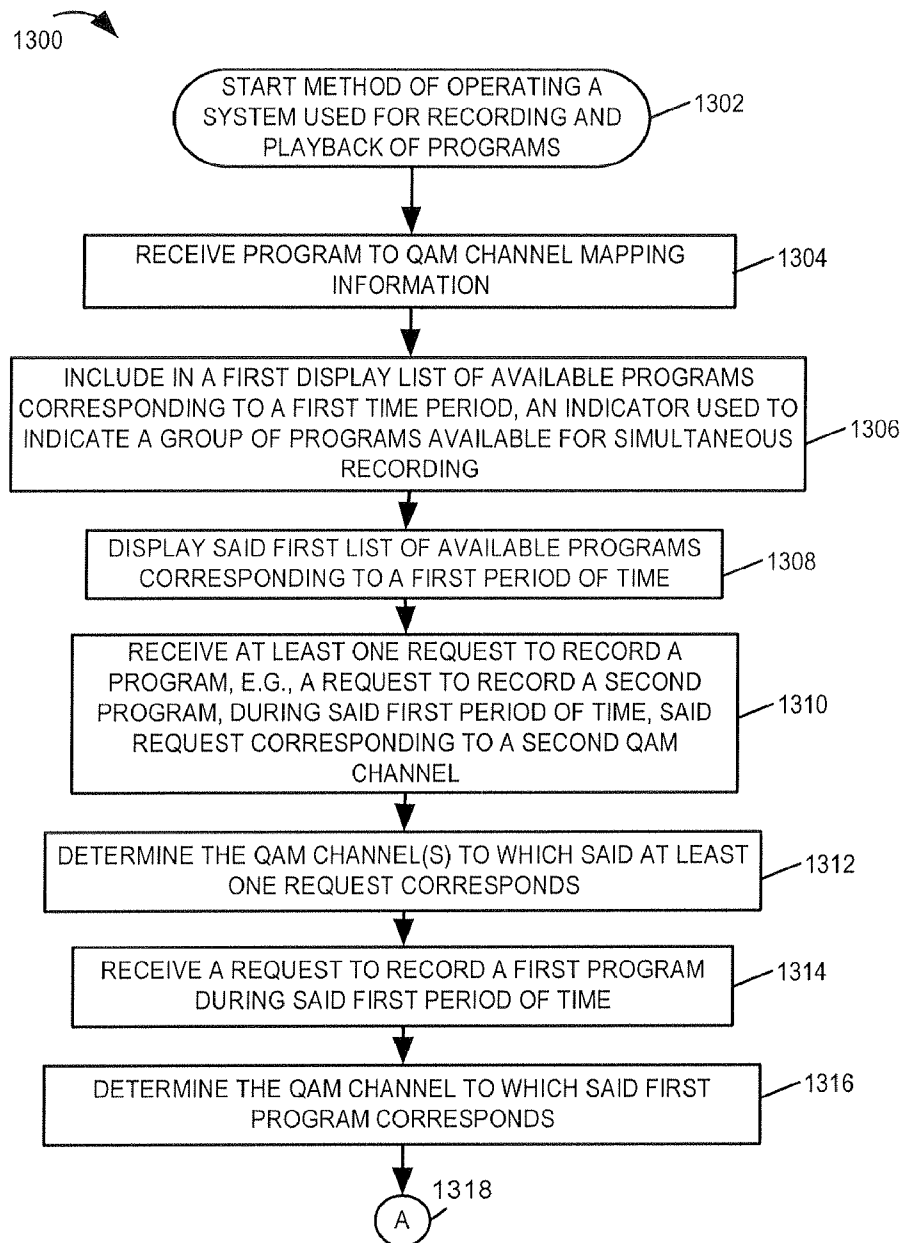 1300
START METHOD OF OPERATING A
SYSTEM USED FOR RECORDING AND
PLAYBACK OF PROGRAMS
1302
RECEIVE PROGRAM TO QAM CHANNEL MAPPING
INFORMATION
1304
INCLUDE IN A FIRST DISPLAY LIST OF AVAILABLE PROGRAMS
CORRESPONDING TO A FIRST TIME PERIOD, AN INDICATOR USED TO
INDICATE A GROUP OF PROGRAMS AVAILABLE FOR SIMULTANEOUS
RECORDING
1306
DISPLAY SAID FIRST LIST OF AVAILABLE PROGRAMS
CORRESPONDING TO A FIRST PERIOD OF TIME
1308
RECEIVE AT LEAST ONE REQUEST TO RECORD A
PROGRAM, E.G., A REQUEST TO RECORD A SECOND
PROGRAM, DURING SAID FIRST PERIOD OF TIME, SAID
REQUEST CORRESPONDING TO A SECOND QAM
CHANNEL
1310
DETERMINE THE QAM CHANNEL(S) TO WHICH SAID AT LEAST
ONE REQUEST CORRESPONDS
1312
RECEIVE A REQUEST TO RECORD A FIRST PROGRAM
DURING SAID FIRST PERIOD OF TIME
1314
DETERMINE THE QAM CHANNEL TO WHICH SAID FIRST
PROGRAM CORRESPONDS
1316
A
1318